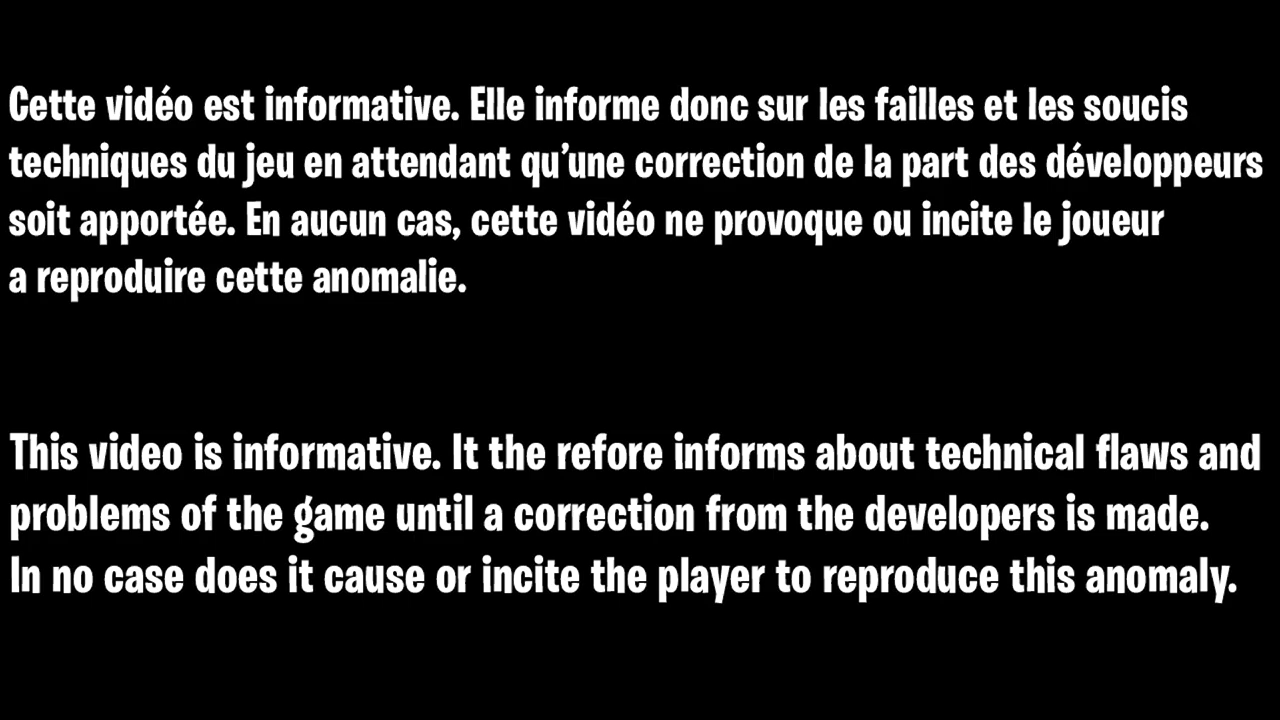 Cette vidéo est informative. Elle informe donc sur les failles et les soucis
techniques du jeu en attendant qu’une correction de la part des développeurs
soit apportée. En aucun cas, cette vidéo ne provoque ou incite le joueur
a reproduire cette anomalie.
This video is informative. It the refore informs about technical flaws and
problems of the game until a correction from the developers is made.
In no case does it cause or incite the player to reproduce this anomaly.